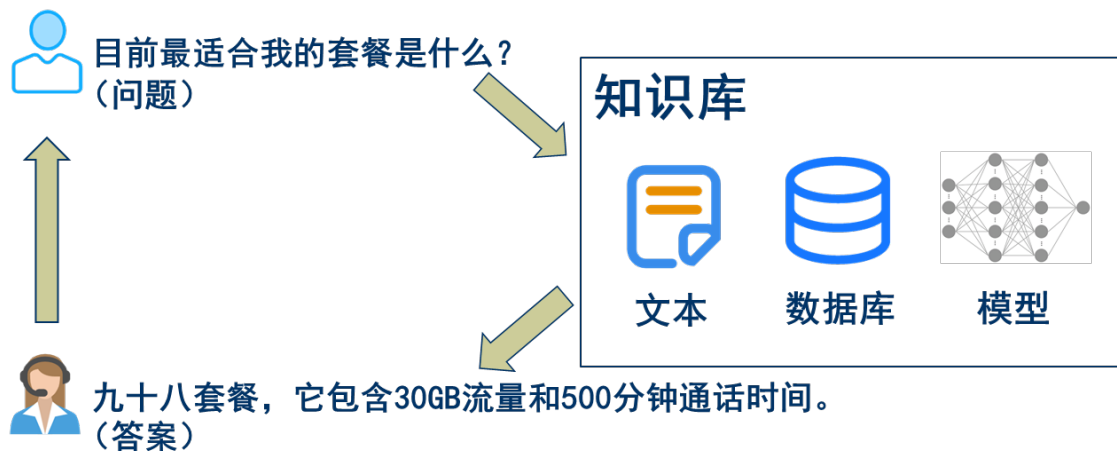 目前最适合我的套餐是什么？
（问题）
知识库
文本
数据库
模型
九十八套餐，它包含30GB流量和500分钟通话时间。
（答案）